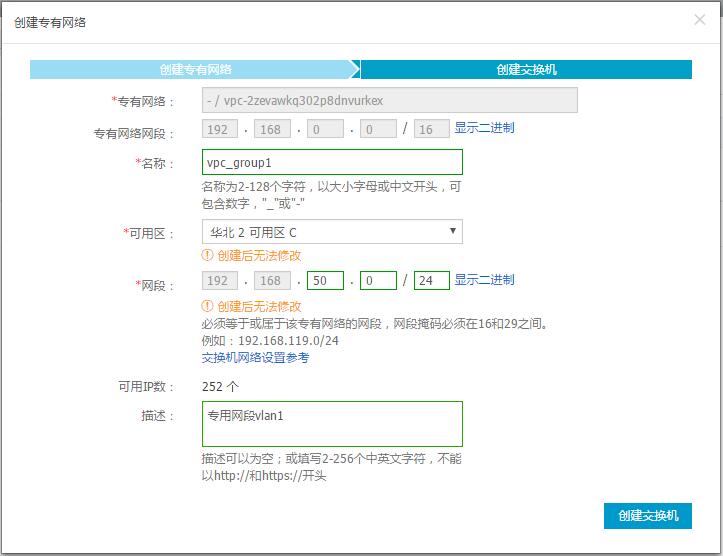 创建专有网络
创建专有网络 创建交换机
*专有网络： - / vpc-2zevawkq302p8dnvurkex
专有网络网段： 192 . 168 . 0 . 0 / 16 显示二进制
*名称： vpc_group1
名称为2-128个字符，以大小字母或中文开头，可
包含数字，"_"或"-"
*可用区： 华北 2 可用区 C
创建后无法修改
*网段： 192 . 168 . 50 . 0 / 24 显示二进制
创建后无法修改
必须等于或属于该专有网络的网段，网段掩码必须在16和29之间。
例如：192.168.119.0/24
交换机网络设置参考
可用IP数： 252 个
描述： 专用网段vlan1
描述可以为空；或填写2-256个中英文字符，不能
以http://和https://开头
创建交换机